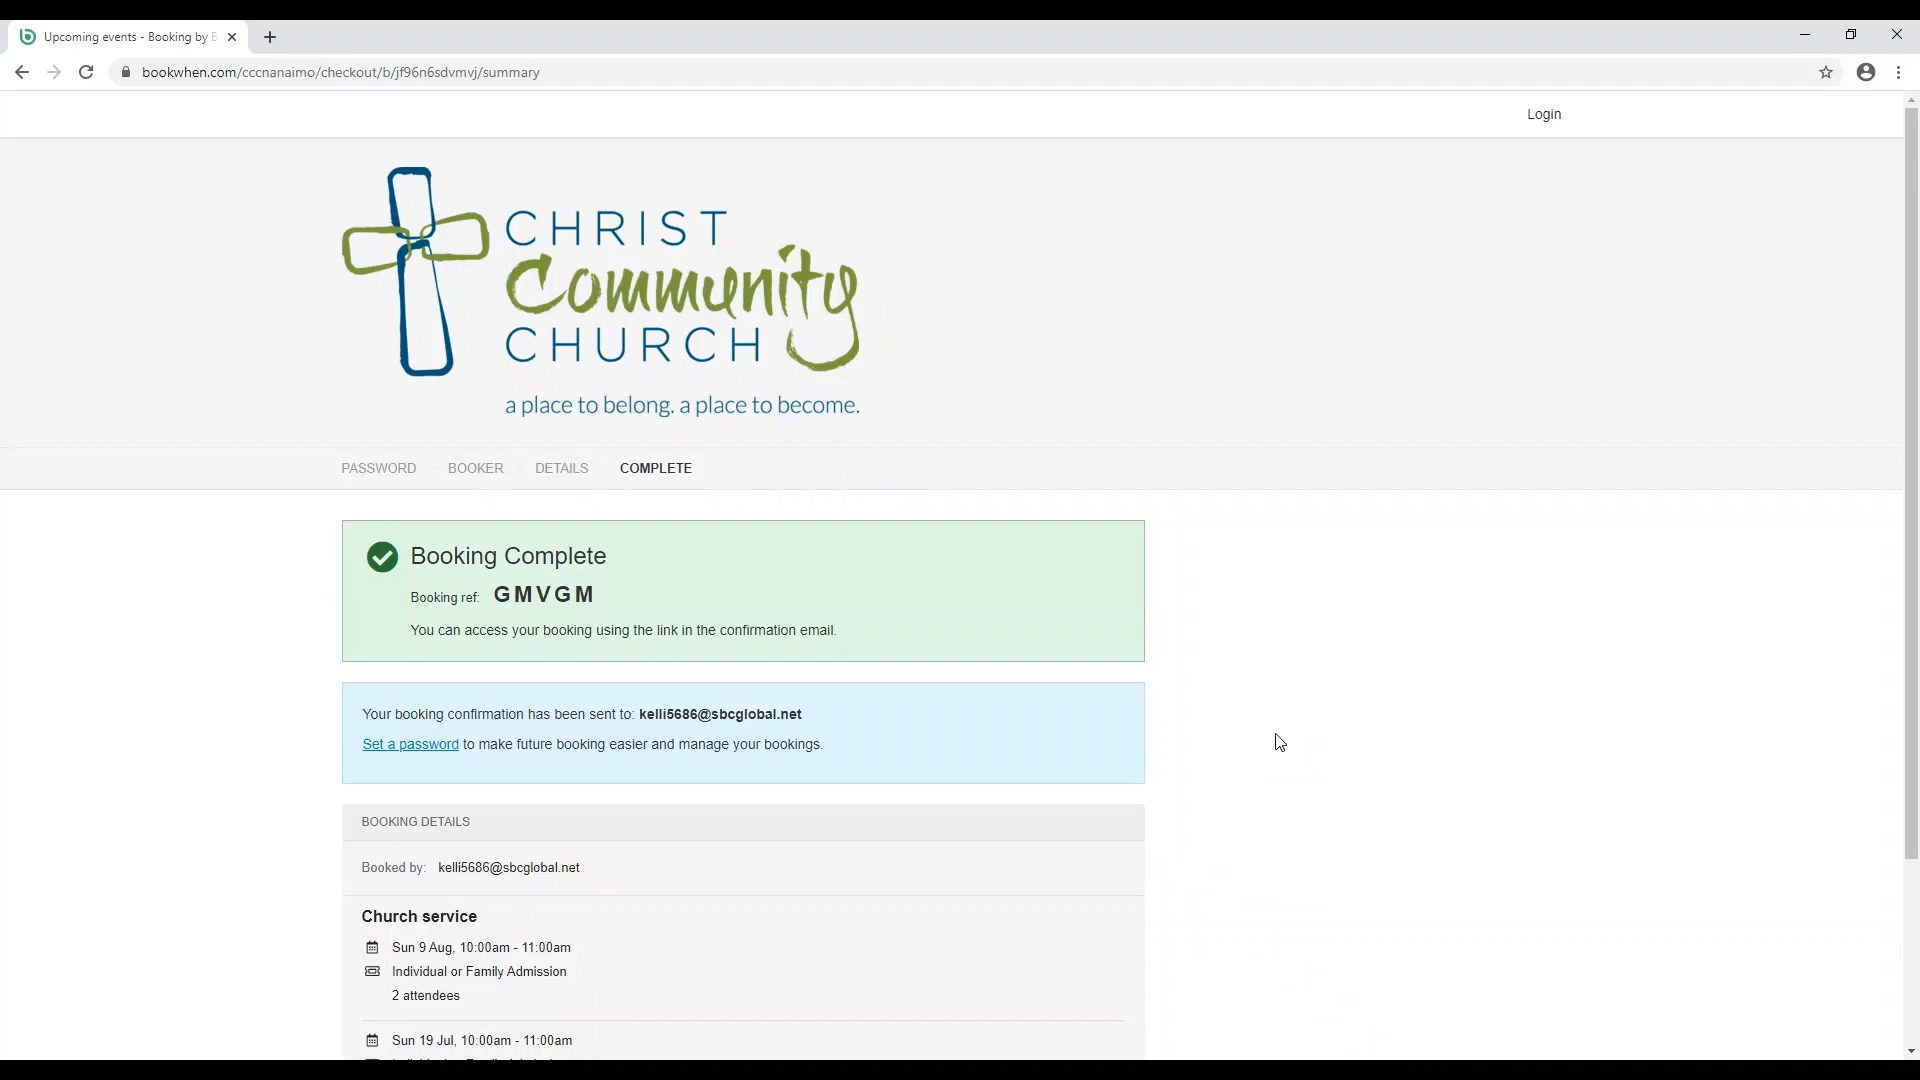 Upcoming events - Booking by B
bookwhen.com/cccnanaimo/checkout/b/jf96n6sdvmvj/summary
Login
CHRIST
Community
CHURCH
a place to belong. a place to become.
PASSWORD BOOKER DETAILS COMPLETE
Booking Complete
Booking ref: GMVGM
You can access your booking using the link in the confirmation email.
Your booking confirmation has been sent to: kelli5686@sbcglobal.net
Set a password to make future booking easier and manage your bookings.
BOOKING DETAILS
Booked by: kelli5686@sbcglobal.net
Church service
Sun 9 Aug, 10:00am - 11:00am
Individual or Family Admission
2 attendees
Sun 19 Jul, 10:00am - 11:00am